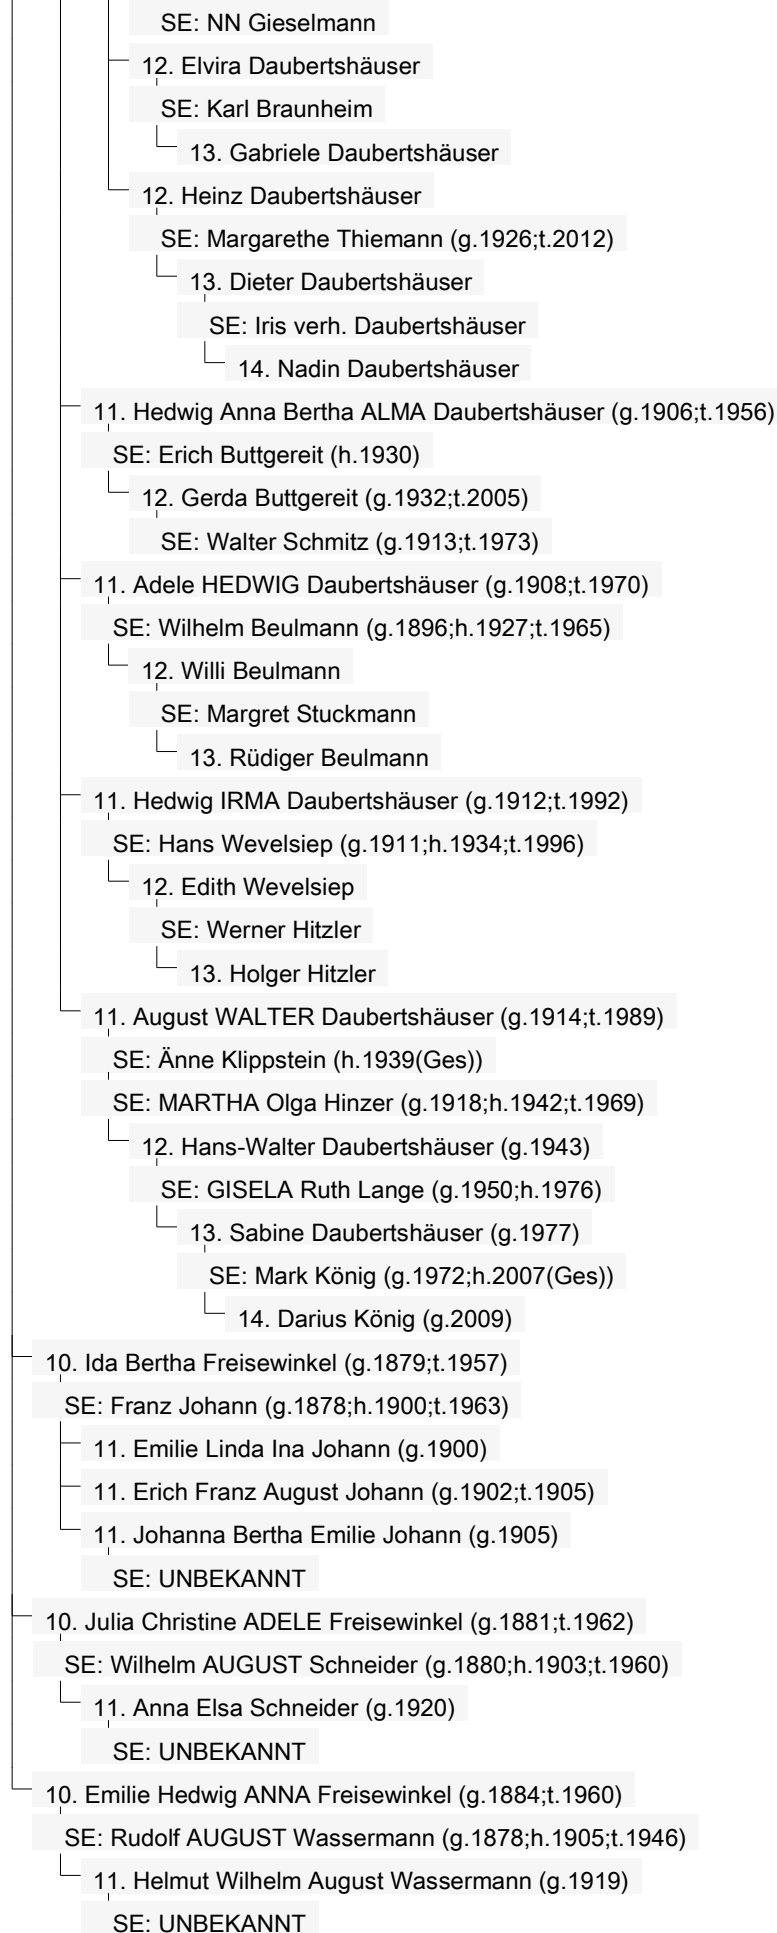 SE: NN Gieselmann
12. Elvira Daubertshäuser
SE: Karl Braunheim
13. Gabriele Daubertshäuser
12. Heinz Daubertshäuser
SE: Margarethe Thiemann (g.1926;t.2012)
13. Dieter Daubertshäuser
SE: Iris verh. Daubertshäuser
14. Nadin Daubertshäuser
11. Hedwig Anna Bertha ALMA Daubertshäuser (g.1906;t.1956)
SE: Erich Buttgereit (h.1930)
12. Gerda Buttgereit (g.1932;t.2005)
SE: Walter Schmitz (g.1913;t.1973)
11. Adele HEDWIG Daubertshäuser (g.1908;t.1970)
SE: Wilhelm Beulmann (g.1896;h.1927;t.1965)
12. Willi Beulmann
SE: Margret Stuckmann
13. Rüdiger Beulmann
11. Hedwig IRMA Daubertshäuser (g.1912;t.1992)
SE: Hans Wevelsiep (g.1911;h.1934;t.1996)
12. Edith Wevelsiep
SE: Werner Hitzler
13. Holger Hitzler
11. August WALTER Daubertshäuser (g.1914;t.1989)
SE: Änne Klippstein (h.1939(Ges))
SE: MARTHA Olga Hinzer (g.1918;h.1942;t.1969)
12. Hans-Walter Daubertshäuser (g.1943)
SE: GISELA Ruth Lange (g.1950;h.1976)
13. Sabine Daubertshäuser (g.1977)
SE: Mark König (g.1972;h.2007(Ges))
14. Darius König (g.2009)
10. Ida Bertha Freisewinkel (g.1879;t.1957)
SE: Franz Johann (g.1878;h.1900;t.1963)
11. Emilie Linda Ina Johann (g.1900)
11. Erich Franz August Johann (g.1902;t.1905)
11. Johanna Bertha Emilie Johann (g.1905)
SE: UNBEKANNT
10. Julia Christine ADELE Freisewinkel (g.1881;t.1962)
SE: Wilhelm AUGUST Schneider (g.1880;h.1903;t.1960)
11. Anna Elsa Schneider (g.1920)
SE: UNBEKANNT
10. Emilie Hedwig ANNA Freisewinkel (g.1884;t.1960)
SE: Rudolf AUGUST Wassermann (g.1878;h.1905;t.1946)
11. Helmut Wilhelm August Wassermann (g.1919)
SE: UNBEKANNT